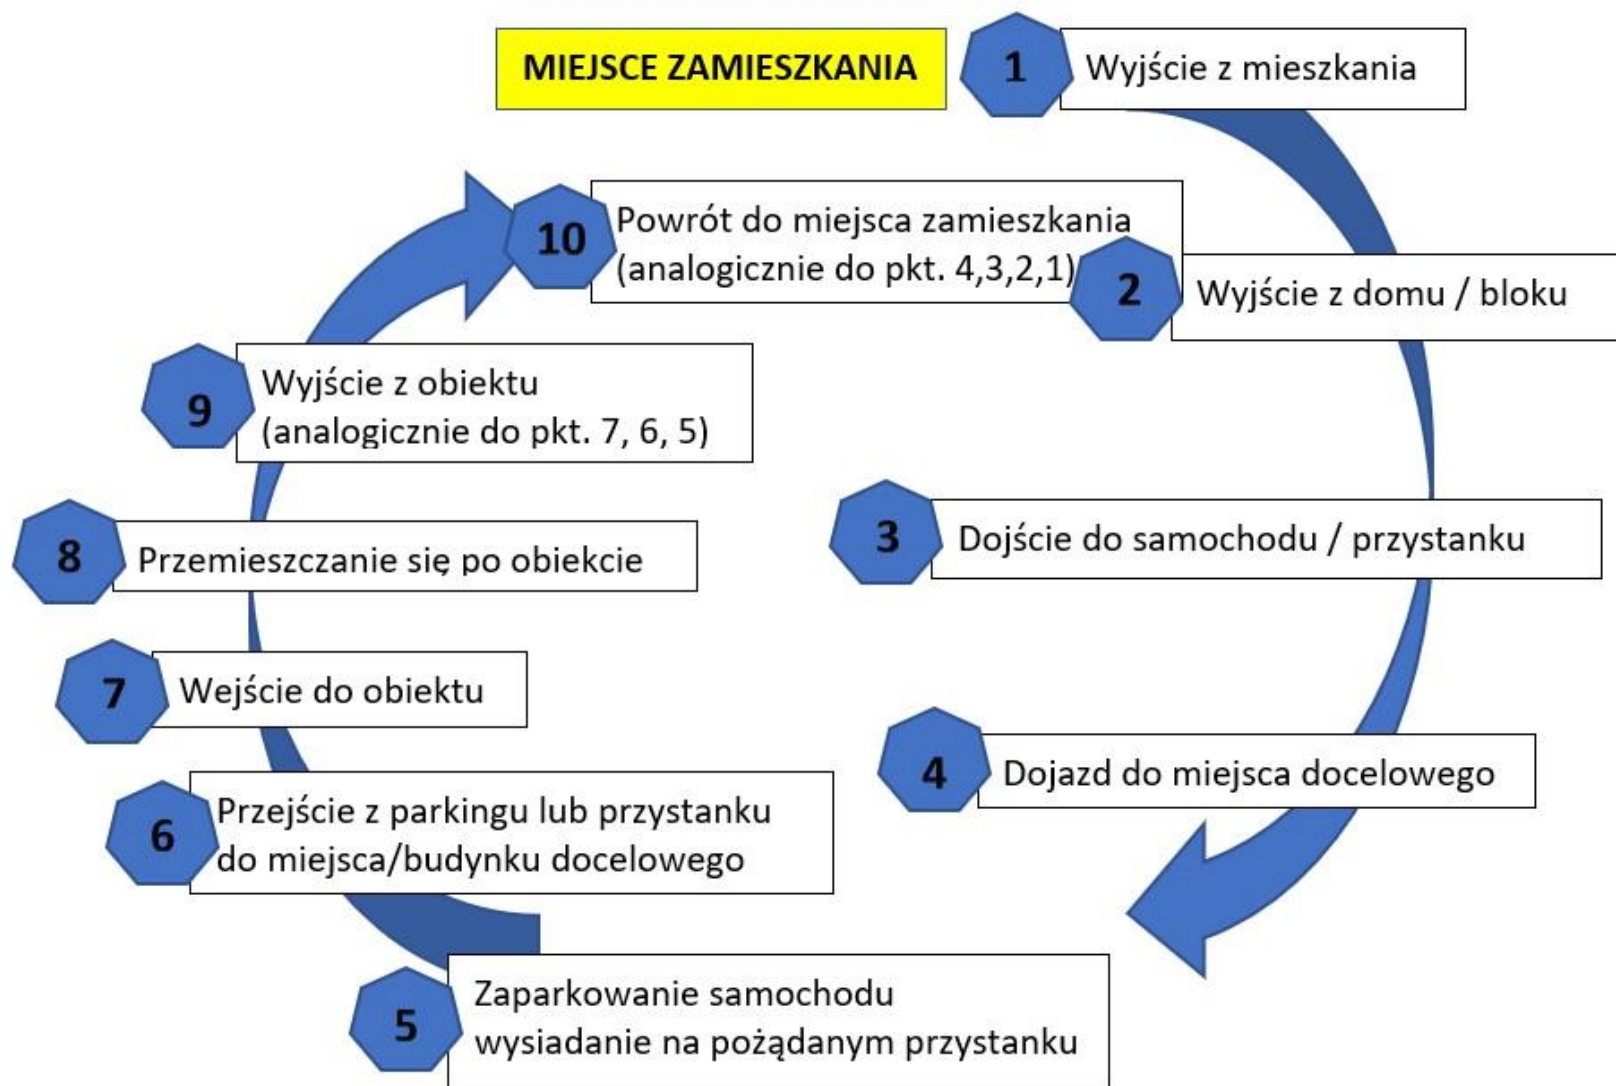 MIEJSCE ZAMIESZKANIA
1
Wyjście z mieszkania
2
Wyjście z domu / bloku
3
Dojście do samochodu / przystanku
4
Dojazd do miejsca docelowego
5
Zaparkowanie samochodu
wysiadanie na pożądanym przystanku
6
Przejście z parkingu lub przystanku
do miejsca/budynku docelowego
7
Wejście do obiektu
8
Przemieszczanie się po obiekcie
9
Wyjście z obiektu
(analogicznie do pkt. 7, 6, 5)
10
Powrót do miejsca zamieszkania
(analogicznie do pkt. 4,3,2,1)